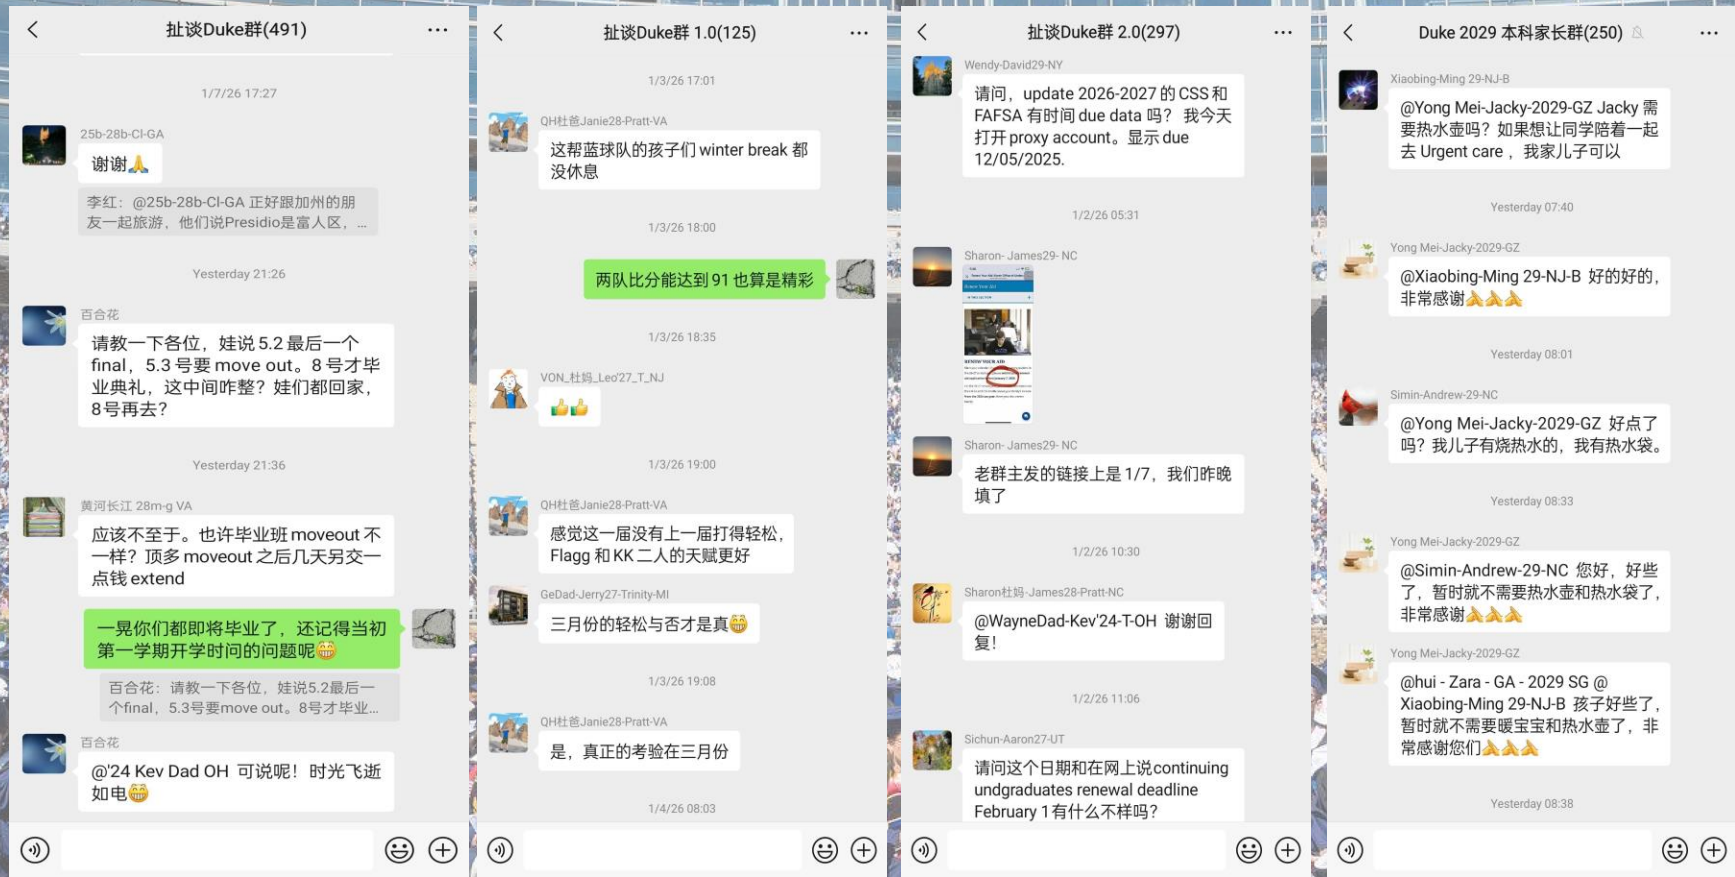 扯谈Duke群(491)
1/7/26 17:27
25b-28b-CI-GA
谢谢🙏
李红：@25b-28b-CI-GA 正好跟加州的朋
友一起旅游，他们说Presidio是富人区，...
Yesterday 21:26
百合花
请教一下各位，娃说 5.2 最后一个
final，5.3 号要 move out。8 号才毕
业典礼，这中间咋整？娃们都回家，
8号再去？
Yesterday 21:36
黄河长江 28m-g VA
应该不至于。也许毕业班 moveout 不
一样？顶多 moveout 之后几天另交一
点钱 extend
一晃你们都即将毕业了，还记得当初
第一学期开学时问的问题呢😁
百合花：请教一下各位，娃说5.2最后一
个final，5.3号要move out。8号才毕业...
百合花
@'24 Kev Dad OH 可说呢！时光飞逝
如电😁
扯谈Duke群 1.0(125)
1/3/26 17:01
QH杜爸Janie28-Pratt-VA
这帮蓝球队的孩子们 winter break 都
没休息
1/3/26 18:00
两队比分能达到 91 也算是精彩
1/3/26 18:35
VON_杜妈_Leo'27_T_NJ
👍👍
1/3/26 19:00
QH杜爸Janie28-Pratt-VA
感觉这一届没有上一届打得轻松，
Flagg 和 KK 二人的天赋更好
GeDad-Jerry27-Trinity-MI
三月份的轻松与否才是真😁
1/3/26 19:08
QH杜爸Janie28-Pratt-VA
是，真正的考验在三月份
1/4/26 08:03
扯谈Duke群 2.0(297)
Wendy-David29-NY
请问，update 2026-2027 的 CSS 和
FAFSA 有时间 due data 吗？ 我今天
打开 proxy account。显示 due
12/05/2025.
1/2/26 05:31
Sharon- James29- NC
Sharon- James29- NC
老群主发的链接上是 1/7，我们昨晚
填了
1/2/26 10:30
Sharon杜妈-James28-Pratt-NC
@WayneDad-Kev'24-T-OH 谢谢回
复！
1/2/26 11:06
Sichun-Aaron27-UT
请问这个日期和在网上说continuing
undgraduates renewal deadline
February 1 有什么不样吗？
Duke 2029 本科家长群(250)
Xiaobing-Ming 29-NJ-B
@Yong Mei-Jacky-2029-GZ Jacky 需
要热水壶吗？如果想让同学陪着一起
去 Urgent care ，我家儿子可以
Yesterday 07:40
Yong Mei-Jacky-2029-GZ
@Xiaobing-Ming 29-NJ-B 好的好的，
非常感谢🙏🙏🙏
Yesterday 08:01
Simin-Andrew-29-NC
@Yong Mei-Jacky-2029-GZ 好点了
吗？我儿子有烧热水的，我有热水袋。
Yesterday 08:33
Yong Mei-Jacky-2029-GZ
@Simin-Andrew-29-NC 您好，好些
了，暂时就不需要热水壶和热水袋了，
非常感谢🙏🙏🙏
Yong Mei-Jacky-2029-GZ
@hui - Zara - GA - 2029 SG @
Xiaobing-Ming 29-NJ-B 孩子好些了，
暂时就不需要暖宝宝和热水壶了，非
常感谢您们🙏🙏🙏
Yesterday 08:38